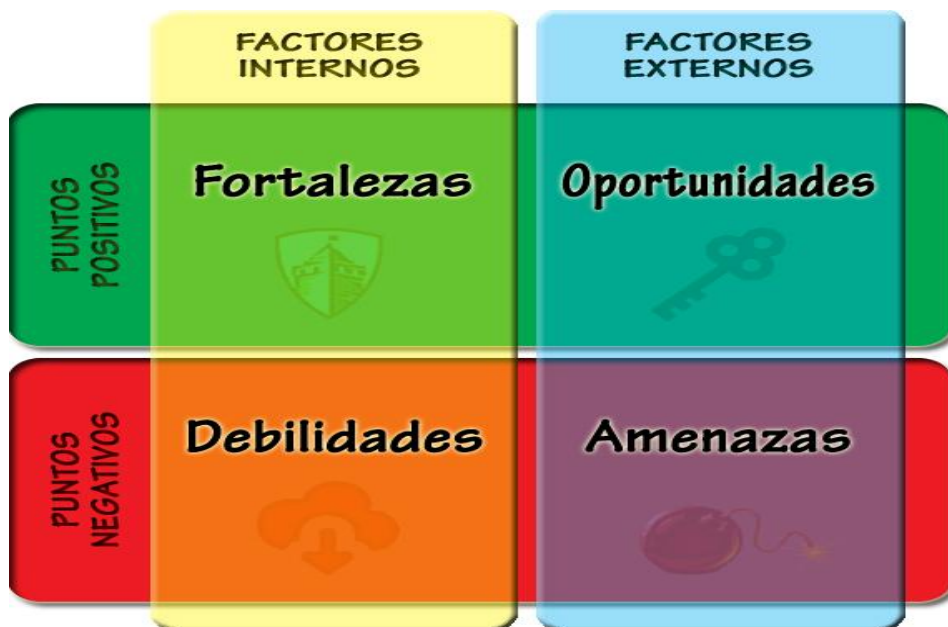 FACTORES
INTERNOS
FACTORES
EXTERNOS
PUNTOS
POSITIVOS
Fortalezas
Oportunidades
PUNTOS
NEGATIVOS
Debilidades
Amenazas